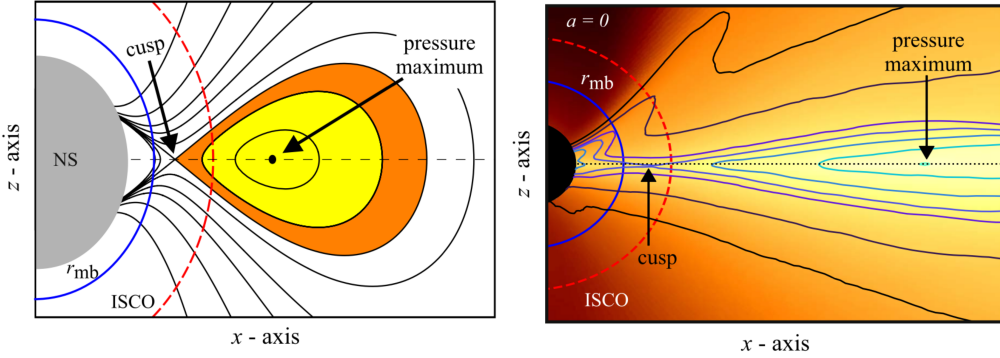 cusp
pressure
maximum
NS
r_mb
ISCO
z - axis
x - axis
a = 0
r_mb
pressure
maximum
cusp
ISCO
z - axis
x - axis